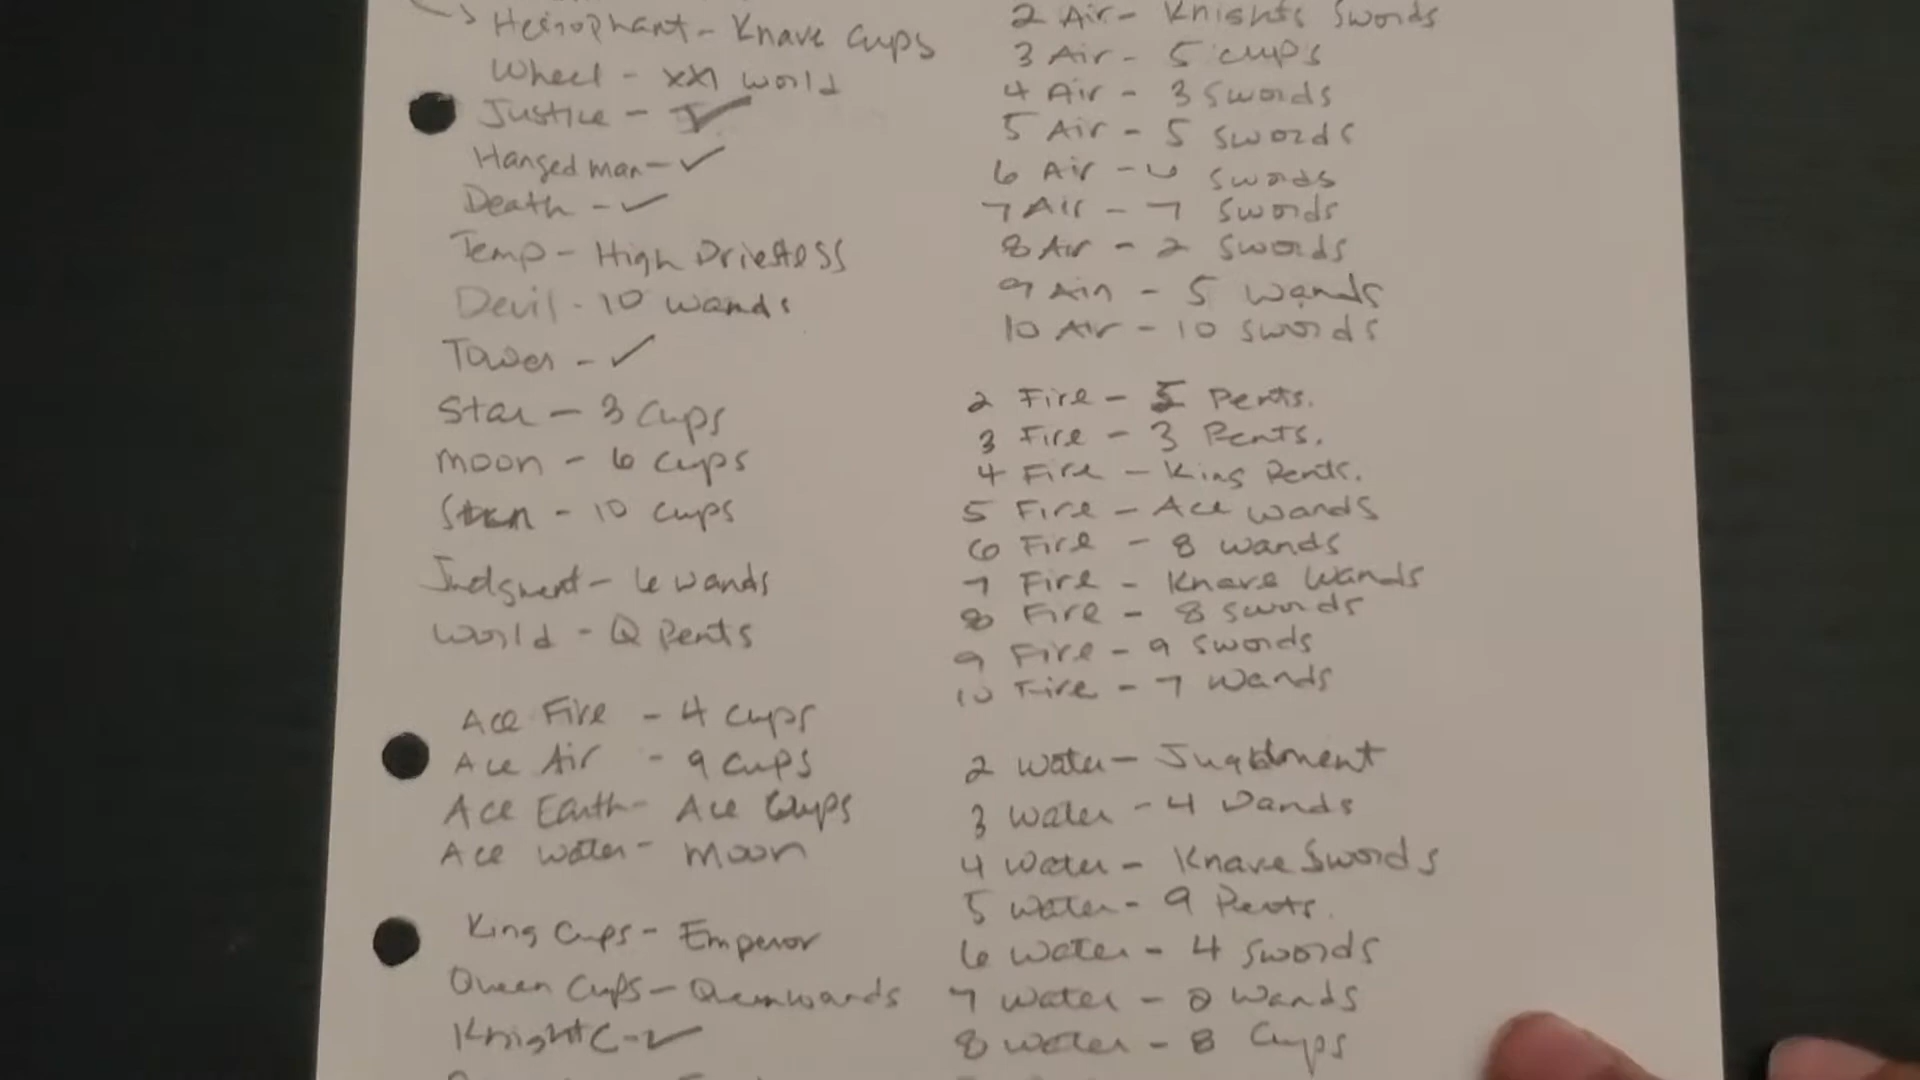 Heirophant - Knave Cups
Wheel - XXI World
Justice - ✓
Hanged man - ✓
Death - ✓
Temp - High Priestess
Devil - 10 wands
Tower - ✓
Star - 3 Cups
Moon - 6 Cups
Sun - 10 cups
Judgment - 6 wands
World - Q Pents
Ace Fire - 4 Cups
Ace Air - 9 Cups
Ace Earth - Ace Cups
Ace Water - Moon
King Cups - Emperor
Queen Cups - Queen wands
Knight C - ✓
2 Air - Knights Swords
3 Air - 5 cups
4 Air - 3 Swords
5 Air - 5 Swords
6 Air - 6 Swords
7 Air - 7 Swords
8 Air - 2 Swords
9 Air - 5 Wands
10 Air - 10 Swords
2 Fire - 5 Pents.
3 Fire - 3 Pents.
4 Fire - King Pents.
5 Fire - Ace Wands
6 Fire - 8 Wands
7 Fire - Knave Wands
8 Fire - 8 swords
9 Fire - 9 Swords
10 Fire - 7 Wands
2 Water - Jugdment
3 Water - 4 Wands
4 Water - Knave Swords
5 Water - 9 Pents.
6 Water - 4 Swords
7 Water - Wands
8 Water - 8 Cups